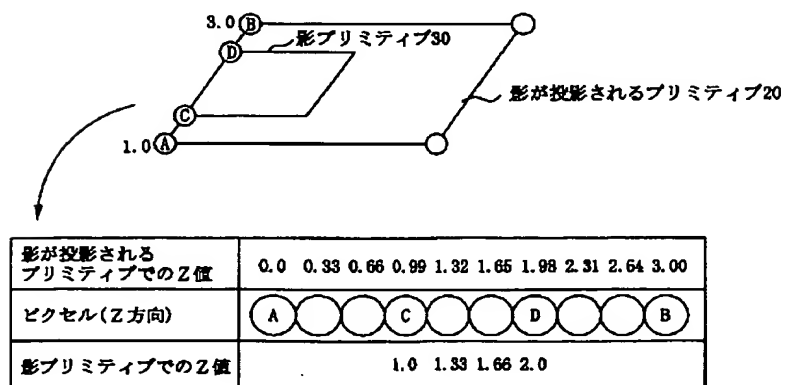 3.0 B
D
影プリミティブ30
影が投影されるプリミティブ20
C
1.0 A
影が投影される
プリミティブでのZ値
0.0 0.33 0.66 0.99 1.32 1.65 1.98 2.31 2.64 3.00
ピクセル(Z方向)
A C D B
影プリミティブでのZ値
1.0 1.33 1.66 2.0